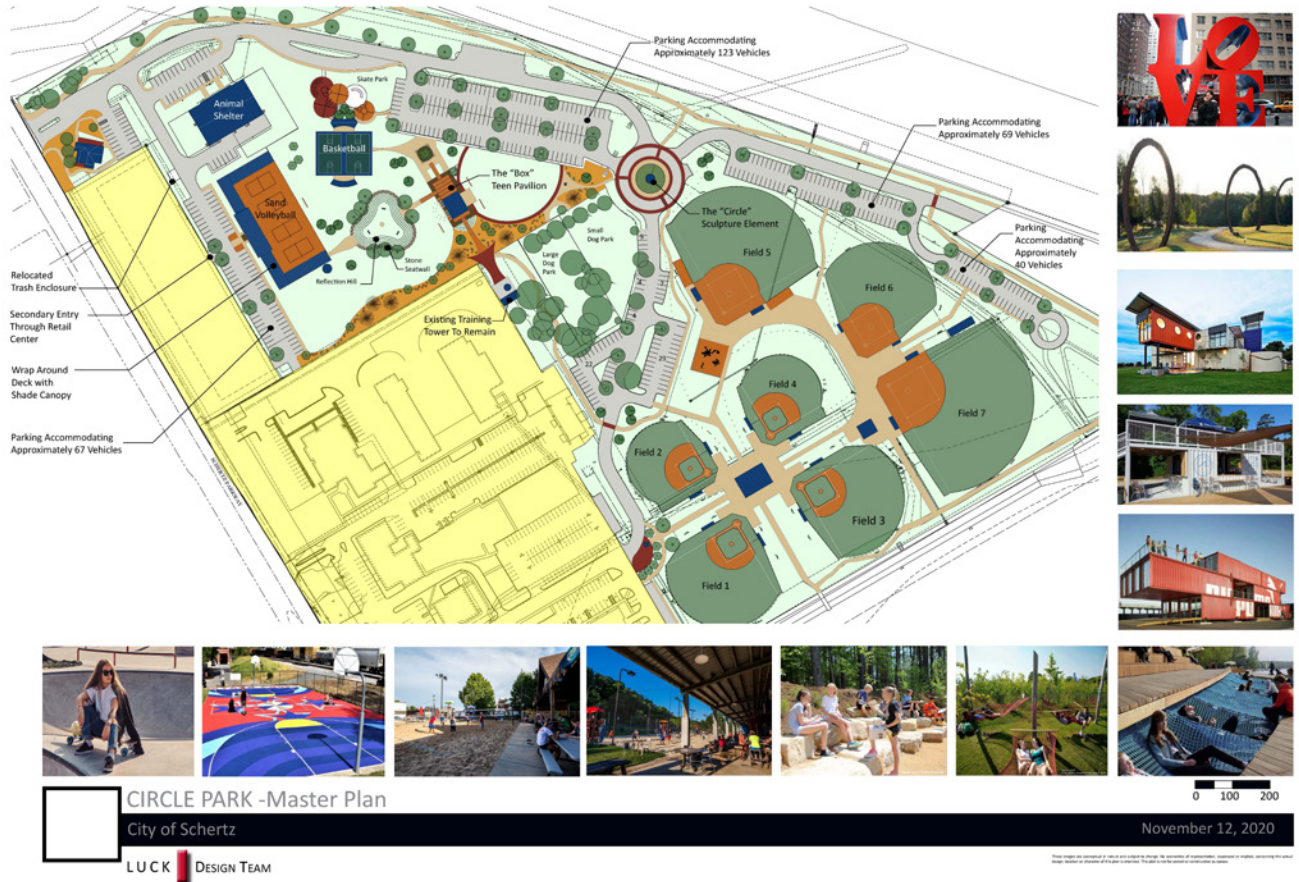 Parking Accommodating
Approximately 123 Vehicles
Skate Park
Animal
Shelter
Basketball
Parking Accommodating
Approximately 69 Vehicles
The "Box"
Teen Pavilion
Sand
Volleyball
The "Circle"
Sculpture Element
Small
Dog Park
Large
Dog
Park
Field 5
Parking
Accommodating
Approximately
40 Vehicles
Stone
Seatwall
Reflection Hill
Field 6
Relocated
Trash Enclosure
Secondary Entry
Through Retail
Center
Existing Training
Tower To Remain
Wrap Around
Deck with
Shade Canopy
Field 4
Field 7
Parking Accommodating
Approximately 67 Vehicles
Field 2
Field 3
Field 1
LOVE
0 100 200
CIRCLE PARK -Master Plan
City of Schertz
November 12, 2020
LUCK DESIGN TEAM